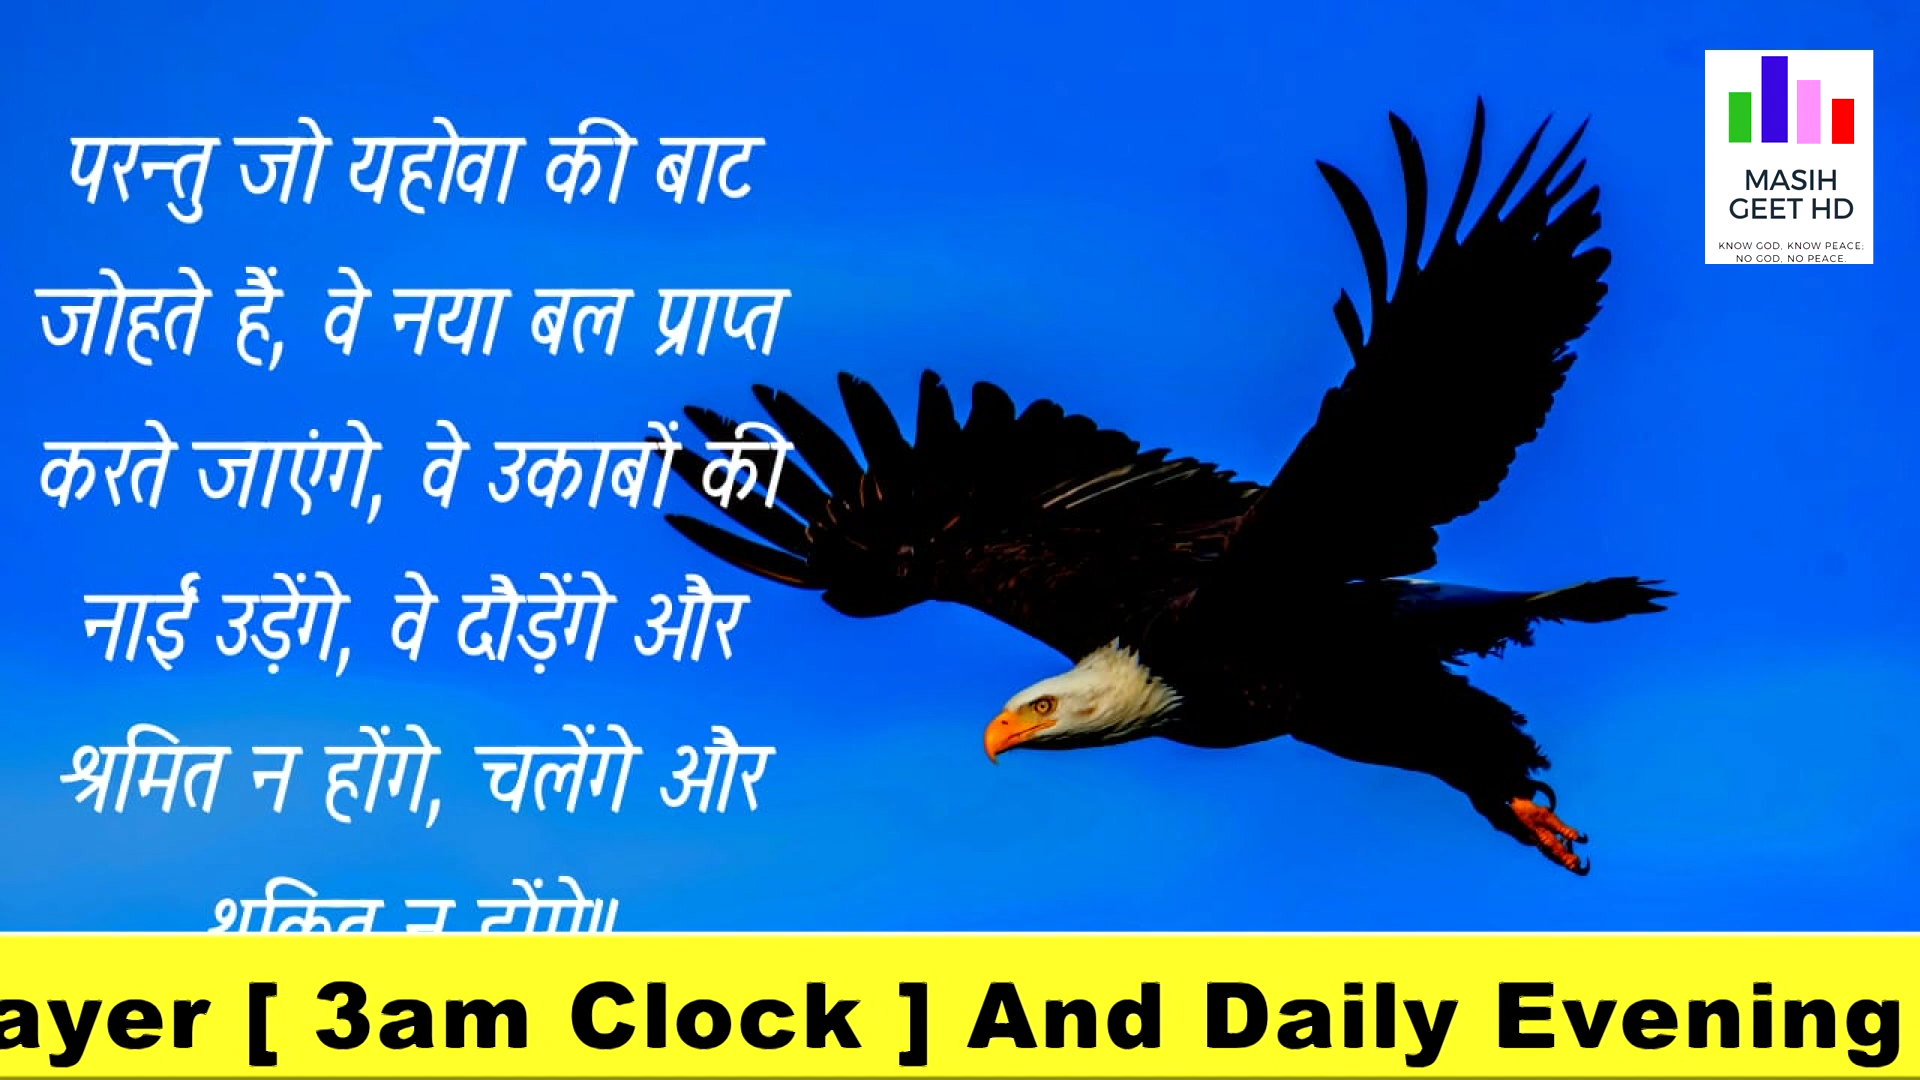 परन्तु जो यहोवा की बाट
जोहते हैं, वे नया बल प्राप्त
करते जाएंगे, वे उकाबों की
नाईं उड़ेंगे, वे दौड़ेंगे और
श्रमित न होंगे, चलेंगे और
थकित न होंगे॥
MASIH
GEET HD
KNOW GOD, KNOW PEACE;
NO GOD, NO PEACE.
ayer [ 3am Clock ] And Daily Evening